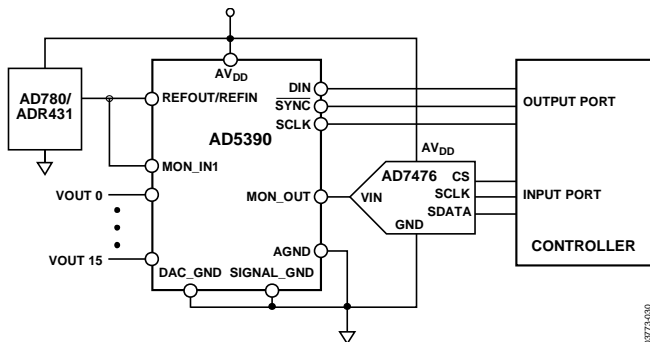 AVDD
AD780/
ADR431
REFOUT/REFIN
DIN
SYNC
SCLK
OUTPUT PORT
AD5390
MON_IN1
AVDD
AD7476
CS
SCLK
SDATA
INPUT PORT
VOUT 0
MON_OUT
VIN
GND
AGND
CONTROLLER
VOUT 15
DAC_GND
SIGNAL_GND
03773-030